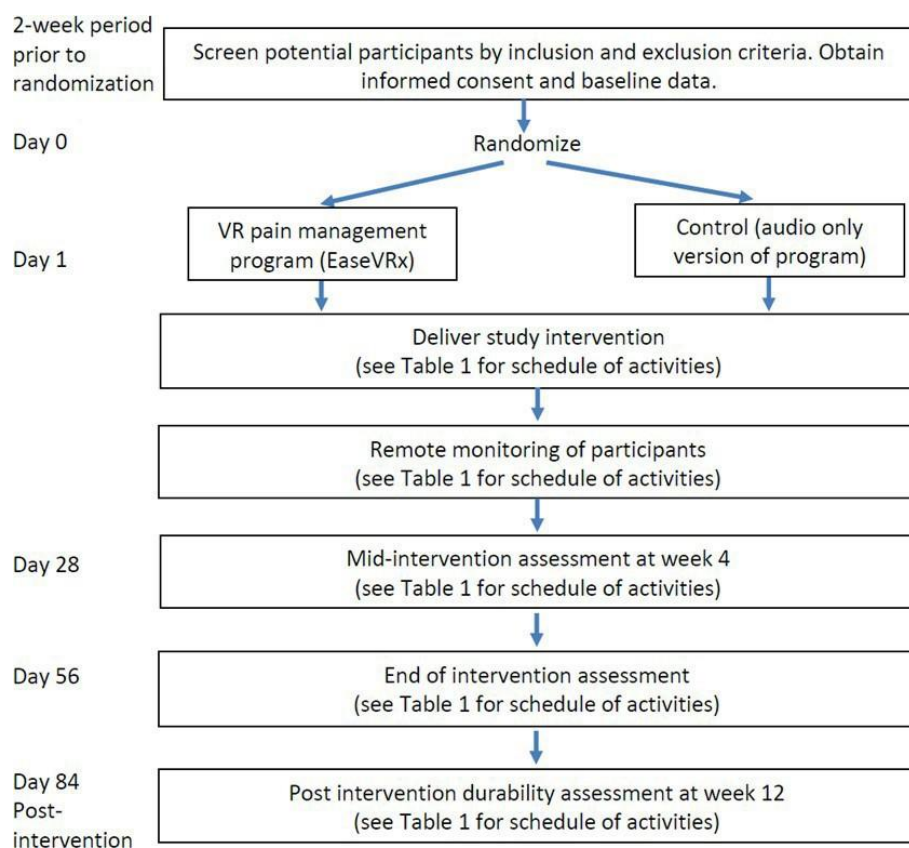 2-week period
prior to
randomization
Screen potential participants by inclusion and exclusion criteria. Obtain
informed consent and baseline data.
Day 0
Randomize
Day 1
VR pain management
program (EaseVRx)
Control (audio only
version of program)
Deliver study intervention
(see Table 1 for schedule of activities)
Remote monitoring of participants
(see Table 1 for schedule of activities)
Day 28
Mid-intervention assessment at week 4
(see Table 1 for schedule of activities)
Day 56
End of intervention assessment
(see Table 1 for schedule of activities)
Day 84
Post-
intervention
Post intervention durability assessment at week 12
(see Table 1 for schedule of activities)